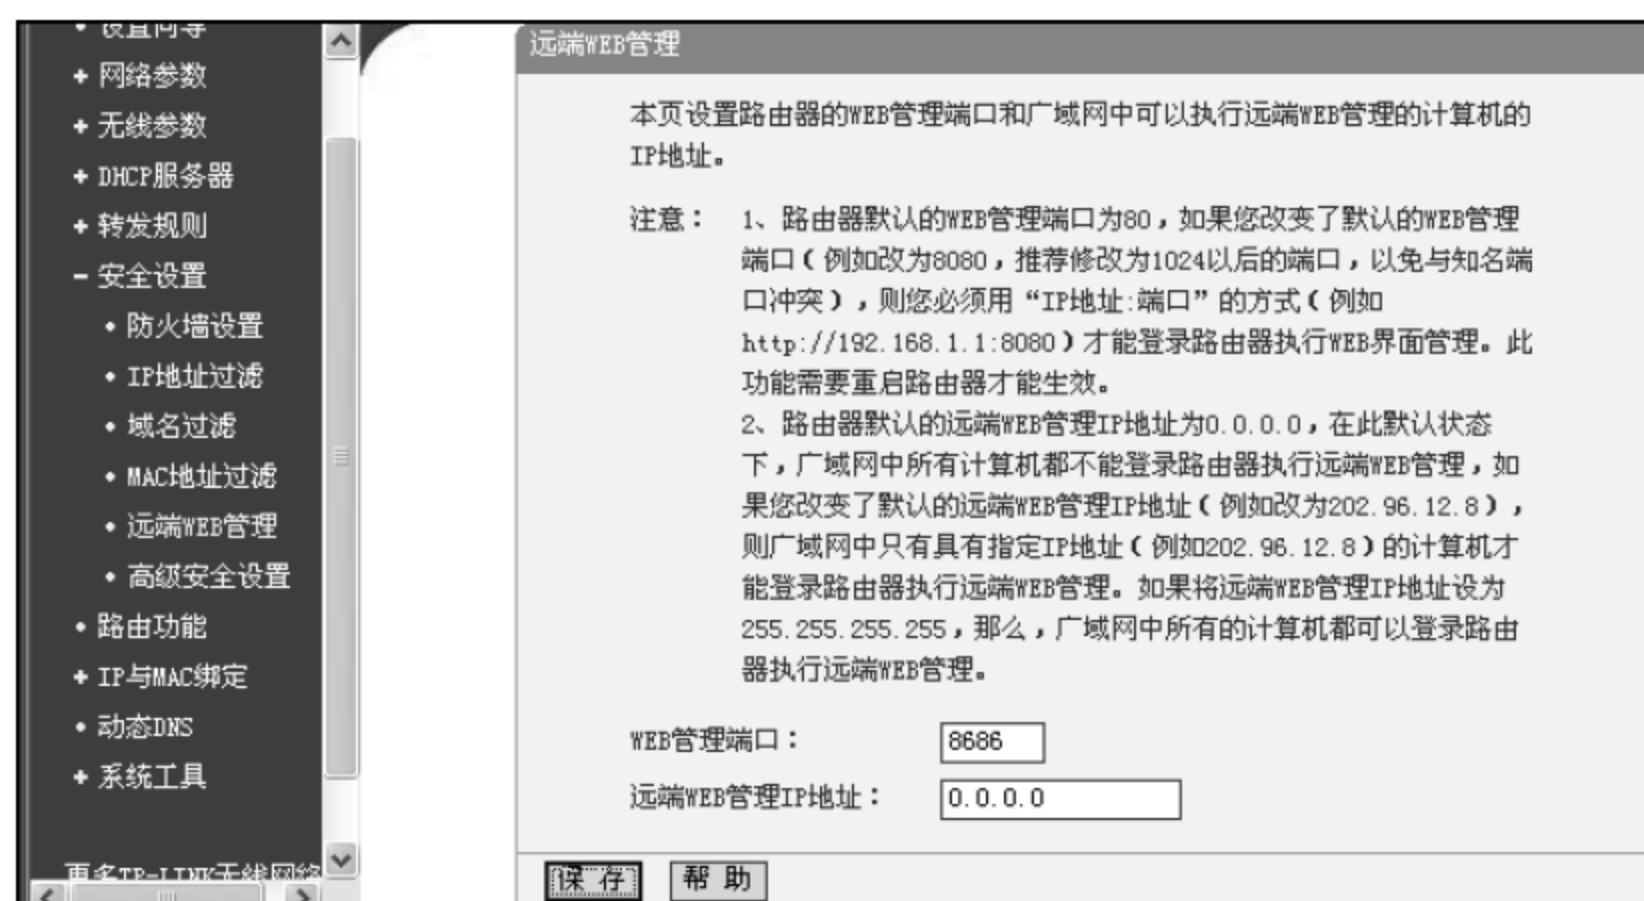 设置向导
+ 网络参数
+ 无线参数
+ DHCP服务器
+ 转发规则
- 安全设置
• 防火墙设置
• IP地址过滤
• 域名过滤
• MAC地址过滤
• 远端WEB管理
• 高级安全设置
• 路由功能
+ IP与MAC绑定
• 动态DNS
+ 系统工具
更多TP-LINK无线网络
远端WEB管理
本页设置路由器的WEB管理端口和广域网中可以执行远端WEB管理的计算机的
IP地址。
注意： 1、路由器默认的WEB管理端口为80，如果您改变了默认的WEB管理
端口（例如改为8080，推荐修改为1024以后的端口，以免与知名端
口冲突），则您必须用“IP地址:端口”的方式（例如
http://192.168.1.1:8080）才能登录路由器执行WEB界面管理。此
功能需要重启路由器才能生效。
2、路由器默认的远端WEB管理IP地址为0.0.0.0，在此默认状态
下，广域网中所有计算机都不能登录路由器执行远端WEB管理，如
果您改变了默认的远端WEB管理IP地址（例如改为202.96.12.8），
则广域网中只有具有指定IP地址（例如202.96.12.8）的计算机才
能登录路由器执行远端WEB管理。如果将远端WEB管理IP地址设为
255.255.255.255，那么，广域网中所有的计算机都可以登录路由
器执行远端WEB管理。
WEB管理端口： 8686
远端WEB管理IP地址： 0.0.0.0
保 存 帮 助